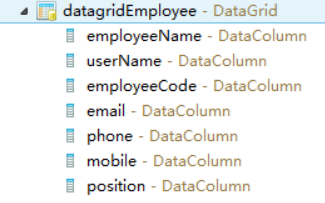 datagridEmployee - DataGrid
employeeName - DataColumn
userName - DataColumn
employeeCode - DataColumn
email - DataColumn
phone - DataColumn
mobile - DataColumn
position - DataColumn